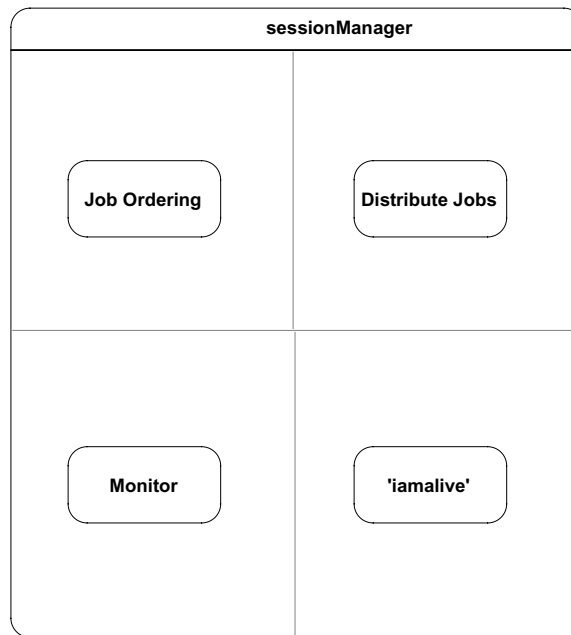 sessionManager
Job Ordering
Distribute Jobs
Monitor
'iamalive'